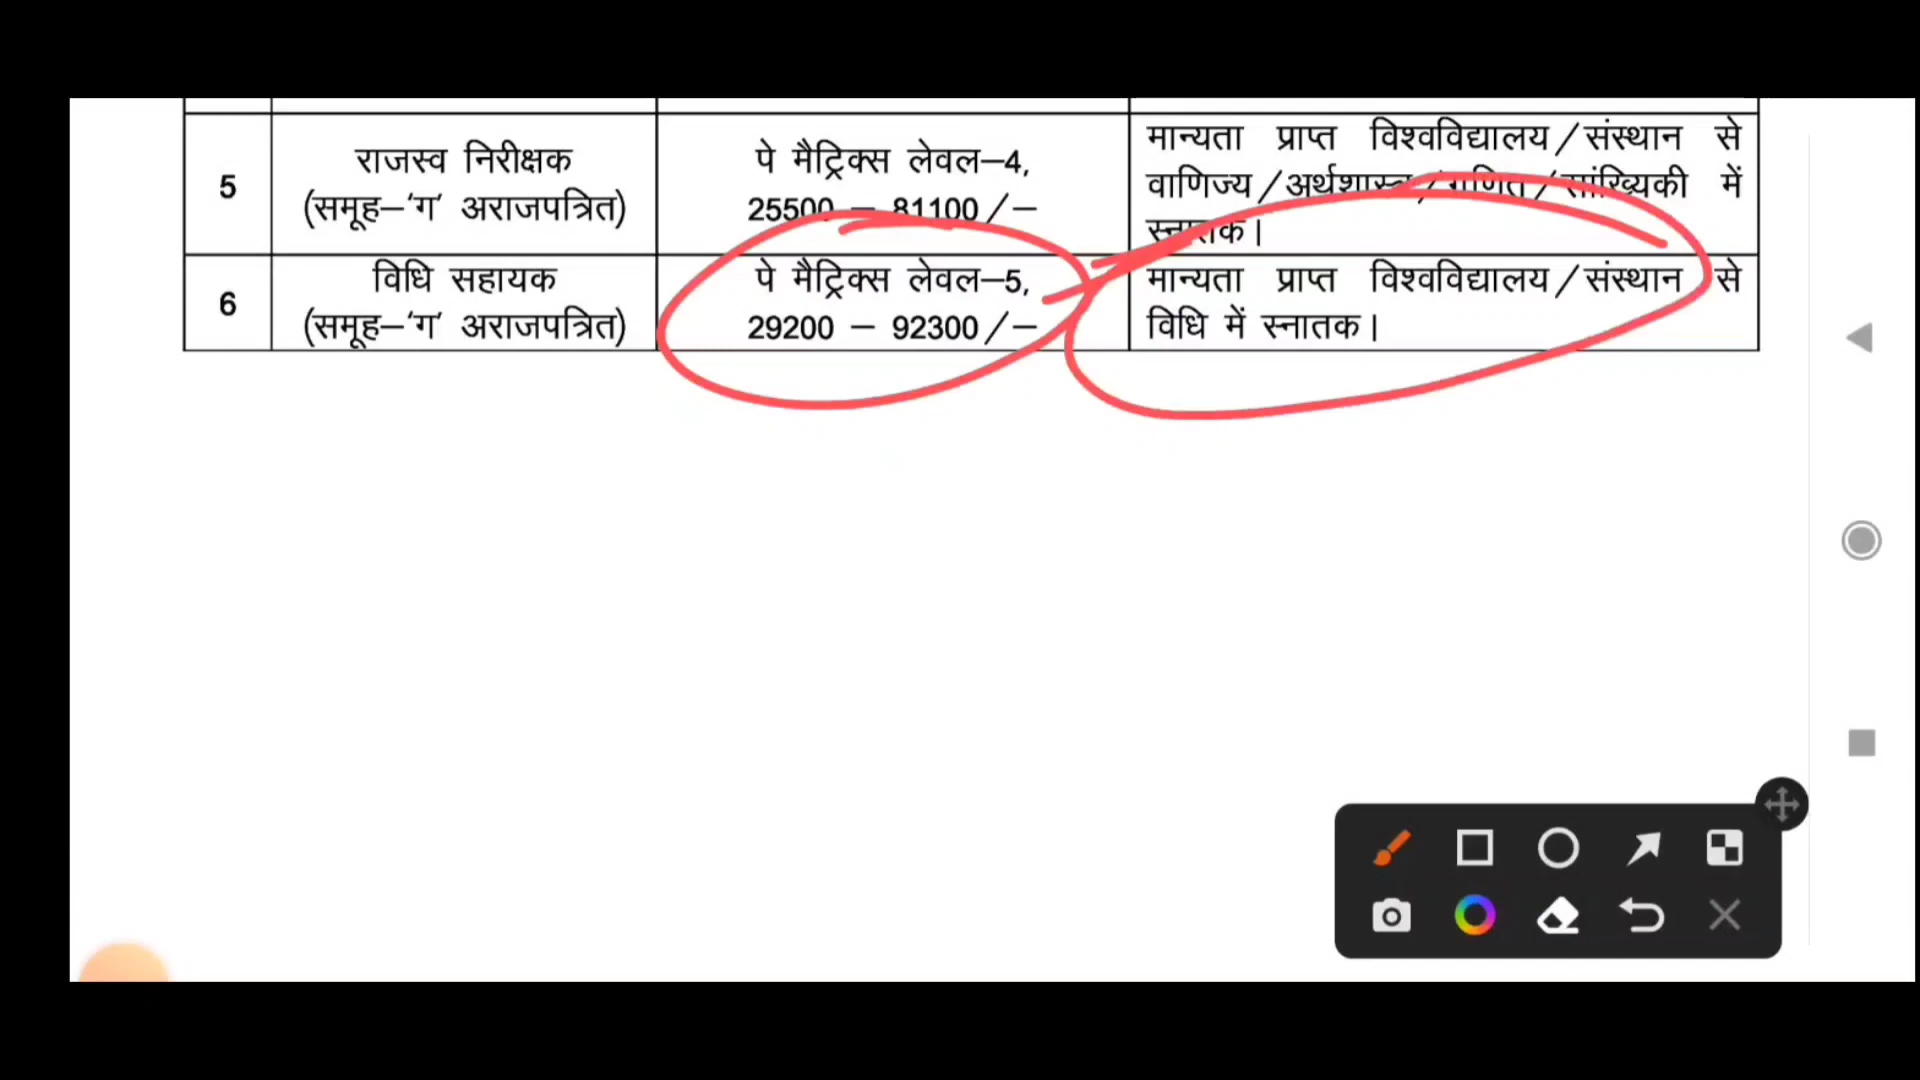 5
राजस्व निरीक्षक
(समूह–‘ग’ अराजपत्रित)
पे मैट्रिक्स लेवल–4,
25500 – 81100/–
मान्यता प्राप्त विश्वविद्यालय/संस्थान से
वाणिज्य/अर्थशास्त्र/गणित/सांख्यिकी में
स्नातक।
6
विधि सहायक
(समूह–‘ग’ अराजपत्रित)
पे मैट्रिक्स लेवल–5,
29200 – 92300/–
मान्यता प्राप्त विश्वविद्यालय/संस्थान से
विधि में स्नातक।